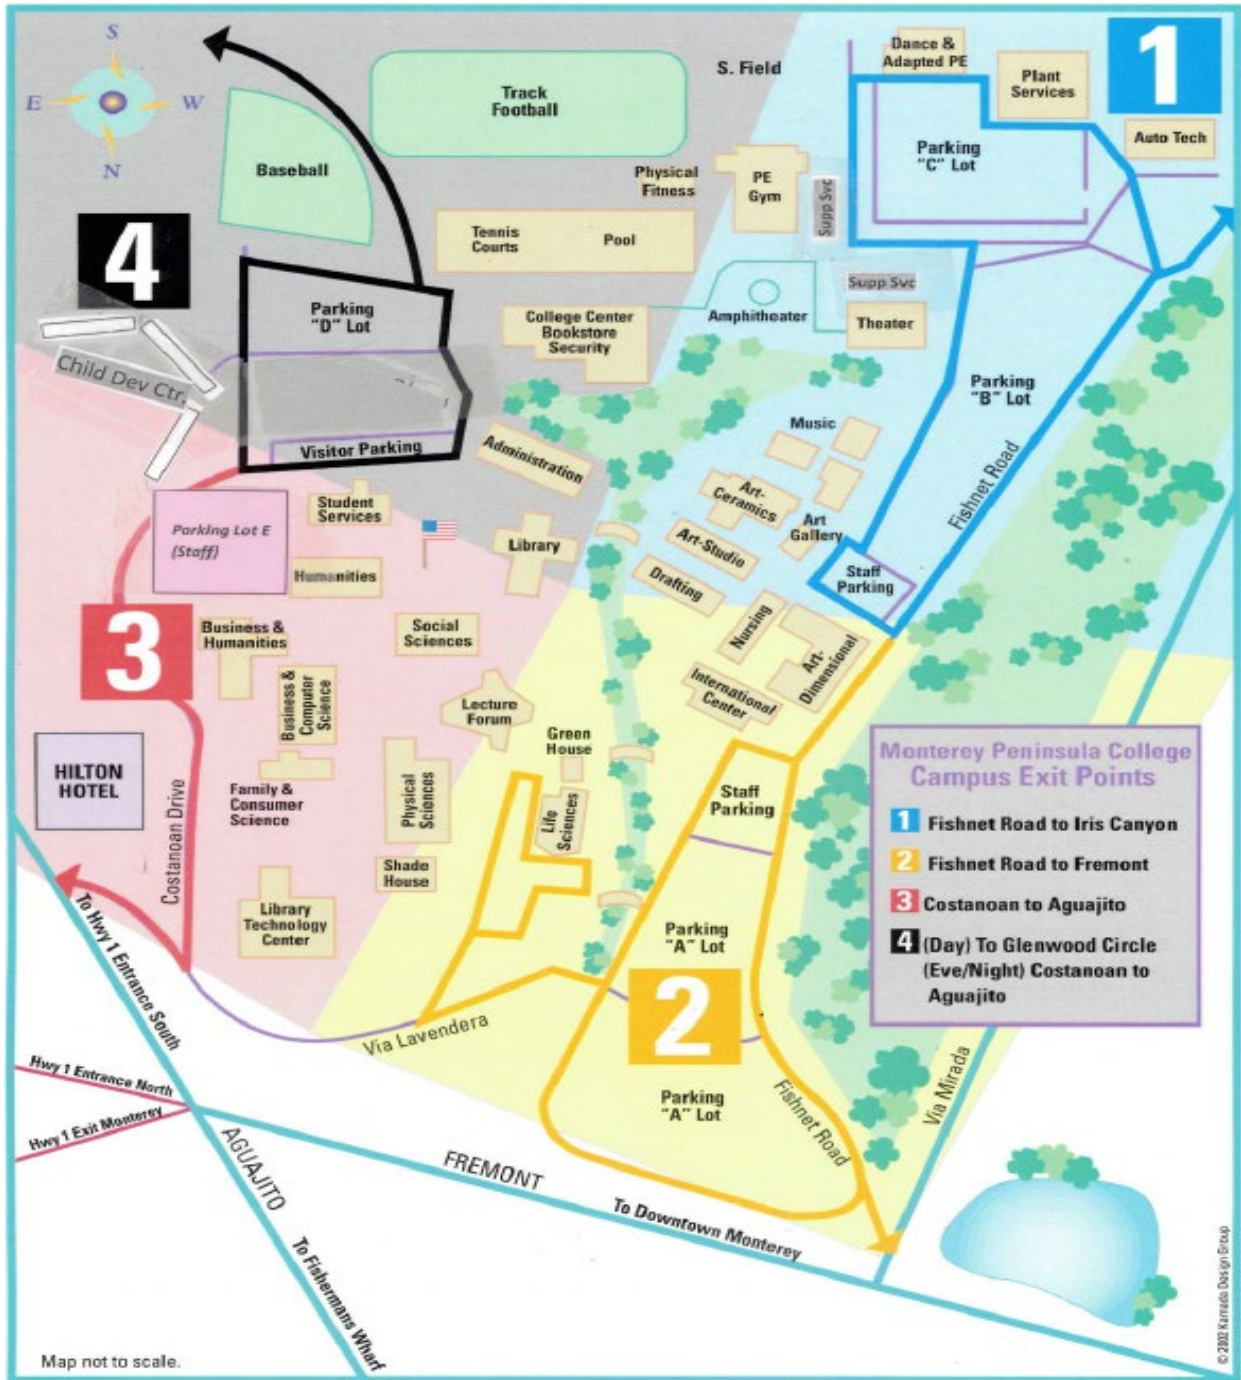 S
E
W
N
4
1
Track
Football
S. Field
Dance &
Adapted PE
Plant
Services
Auto Tech
Parking
"C" Lot
Baseball
Physical
Fitness
PE
Gym
Supp Svc
Tennis
Courts
Pool
Supp Svc
Parking
"D" Lot
College Center
Bookstore
Security
Amphitheater
Theater
Child Dev Ctr.
Parking
"B" Lot
Visitor Parking
Administration
Music
Fishnet Road
Student
Services
Art-
Ceramics
Art
Gallery
Parking Lot E
(Staff)
Library
Art-Studio
Staff
Parking
Humanities
Drafting
3
Business &
Humanities
Social
Sciences
Nursing
Art-
Dimensional
Business &
Computer
Science
Lecture
Forum
International
Center
Green
House
HILTON
HOTEL
Family &
Consumer
Science
Physical
Sciences
Life
Sciences
Staff
Parking
Costanoan Drive
Shade
House
Library
Technology
Center
Parking
"A" Lot
2
Monterey Peninsula College
Campus Exit Points
1 Fishnet Road to Iris Canyon
2 Fishnet Road to Fremont
3 Costanoan to Aguajito
4 (Day) To Glenwood Circle
(Eve/Night) Costanoan to
Aguajito
To Hwy 1 Entrance South
Via Lavendera
Hwy 1 Entrance North
Hwy 1 Exit Monterey
Parking
"A" Lot
Fishnet Road
Via Mirada
AGUAJITO
FREMONT
To Downtown Monterey
To Fishermans Wharf
Map not to scale.
© 2002 Kamada Design Group